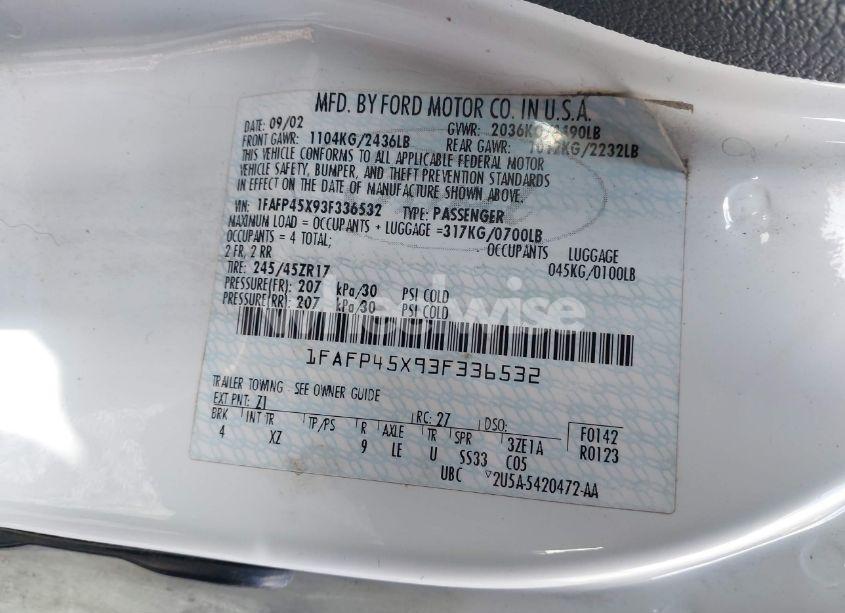 MFD. BY FORD MOTOR CO. IN U.S.A.
DATE: 09/02 GVWR: 2036KG/4490LB
FRONT GAWR: 1104KG/2436LB REAR GAWR: 1012KG/2232LB
THIS VEHICLE CONFORMS TO ALL APPLICABLE FEDERAL MOTOR
VEHICLE SAFETY, BUMPER, AND THEFT PREVENTION STANDARDS
IN EFFECT ON THE DATE OF MANUFACTURE SHOWN ABOVE.
VIN: 1FAFP45X93F336532 TYPE: PASSENGER
MAXIMUM LOAD = OCCUPANTS + LUGGAGE =317KG/0700LB
OCCUPANTS = 4 TOTAL; OCCUPANTS LUGGAGE
2 FR, 2 RR 045KG/0100LB
TIRE: 245/45ZR17
PRESSURE(FR): 207 kPa/30 PSI COLD
PRESSURE(RR): 207 kPa/30 PSI COLD
1FAFP45X93F336532
TRAILER TOWING - SEE OWNER GUIDE
EXT PNT: Z1 RC: 27 DSO: F0142
BRK INT TR TP/PS R AXLE TR SPR 3ZE1A R0123
4 XZ 9 LE U SS33 C05
UBC 2U5A-5420472-AA